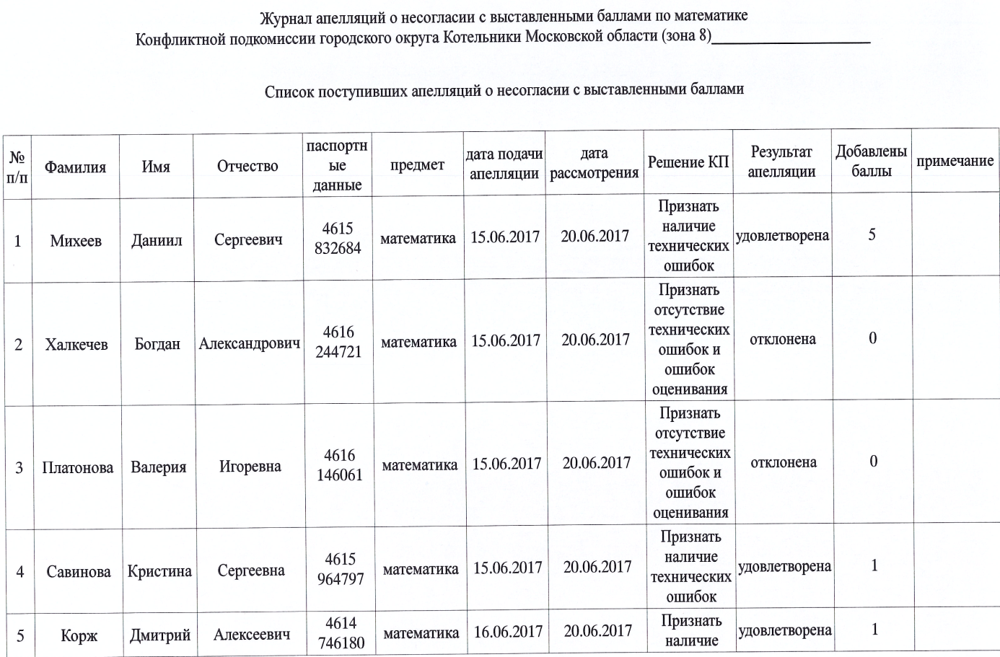 Журнал апелляций о несогласии с выставленными баллами по математике
Конфликтной подкомиссии городского округа Котельники Московской области (зона 8)
Список поступивших апелляций о несогласии с выставленными баллами
№ п/п
Фамилия
Имя
Отчество
паспортн
ые
данные
предмет
дата подачи
апелляции
дата
рассмотрения
Решение КП
Результат
апелляции
Добавлены
баллы
примечание
1
Михеев
Даниил
Сергеевич
4615
832684
математика
15.06.2017
20.06.2017
Признать
наличие
технических
ошибок
удовлетворена
5
2
Халкечев
Богдан
Александрович
4616
244721
математика
15.06.2017
20.06.2017
Признать
отсутствие
технических
ошибок и
ошибок
оценивания
отклонена
0
3
Платонова
Валерия
Игоревна
4616
146061
математика
15.06.2017
20.06.2017
Признать
отсутствие
технических
ошибок и
ошибок
оценивания
отклонена
0
4
Савинова
Кристина
Сергеевна
4615
964797
математика
15.06.2017
20.06.2017
Признать
наличие
технических
ошибок
удовлетворена
1
5
Корж
Дмитрий
Алексеевич
4614
746180
математика
16.06.2017
20.06.2017
Признать
наличие
удовлетворена
1